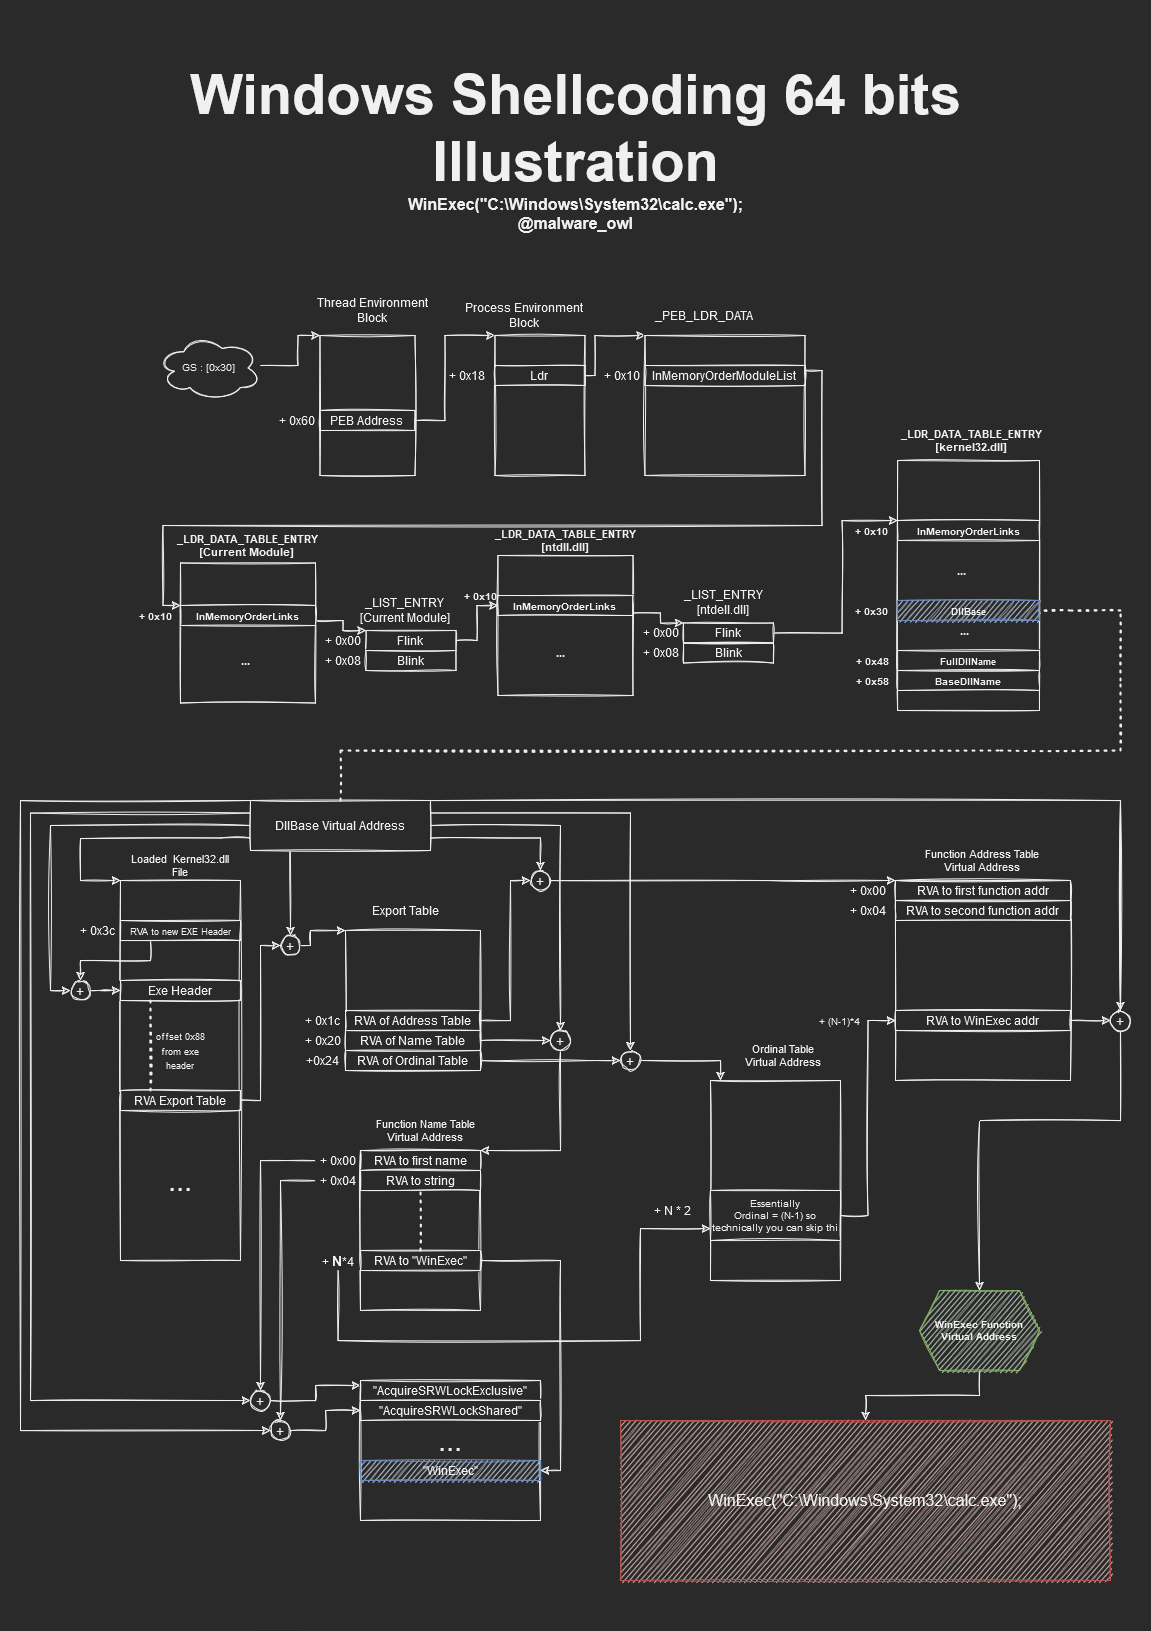 Windows Shellcoding 64 bits
Illustration
WinExec("C:\Windows\System32\calc.exe");
@malware_owl
Thread Environment
Block
Process Environment
Block
_PEB_LDR_DATA
GS : [0x30]
+ 0x18
Ldr
+ 0x10
InMemoryOrderModuleList
+ 0x60
PEB Address
_LDR_DATA_TABLE_ENTRY
[kernel32.dll]
+ 0x10
InMemoryOrderLinks
...
+ 0x30
DllBase
...
+ 0x48
FullDllName
+ 0x58
BaseDllName
_LDR_DATA_TABLE_ENTRY
[Current Module]
+ 0x10
InMemoryOrderLinks
...
_LIST_ENTRY
[Current Module]
+ 0x00
Flink
+ 0x08
Blink
_LDR_DATA_TABLE_ENTRY
[ntdll.dll]
+ 0x10
InMemoryOrderLinks
...
_LIST_ENTRY
[ntdell.dll]
+ 0x00
Flink
+ 0x08
Blink
DllBase Virtual Address
Loaded Kernel32.dll
File
+ 0x3c
RVA to new EXE Header
+
Exe Header
offset 0x88
from exe
header
RVA Export Table
...
+
Export Table
+ 0x1c
RVA of Address Table
+ 0x20
RVA of Name Table
+0x24
RVA of Ordinal Table
+
+
+
Function Address Table
Virtual Address
+ 0x00
RVA to first function addr
+ 0x04
RVA to second function addr
+ (N-1)*4
RVA to WinExec addr
+
Ordinal Table
Virtual Address
+ N * 2
Essentially
Ordinal = (N-1) so
technically you can skip thi
Function Name Table
Virtual Address
+ 0x00
RVA to first name
+ 0x04
RVA to string
+ N*4
RVA to "WinExec"
+
+
"AcquireSRWLockExclusive"
"AcquireSRWLockShared"
...
"WinExec"
WinExec Function
Virtual Address
WinExec("C:\Windows\System32\calc.exe");